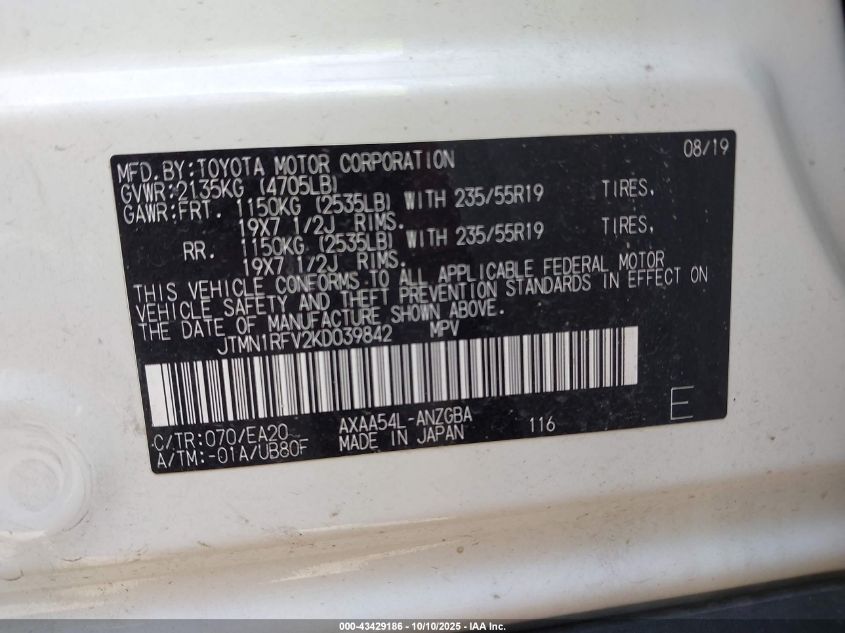 MFD.BY:TOYOTA MOTOR CORPORATION 08/19
GVWR:2135KG (4705LB)
GAWR:FRT. 1150KG (2535LB) WITH 235/55R19 TIRES,
19X7 1/2J RIMS.
RR. 1150KG (2535LB) WITH 235/55R19 TIRES,
19X7 1/2J RIMS.
THIS VEHICLE CONFORMS TO ALL APPLICABLE FEDERAL MOTOR
VEHICLE SAFETY AND THEFT PREVENTION STANDARDS IN EFFECT ON
THE DATE OF MANUFACTURE SHOWN ABOVE.
JTMN1RFV2KD039842 MPV
C/TR:070/EA20 AXAA54L-ANZGBA 116 E
A/TM:-01A/UB80F MADE IN JAPAN
000-43429186 - 10/10/2025 - IAA Inc.